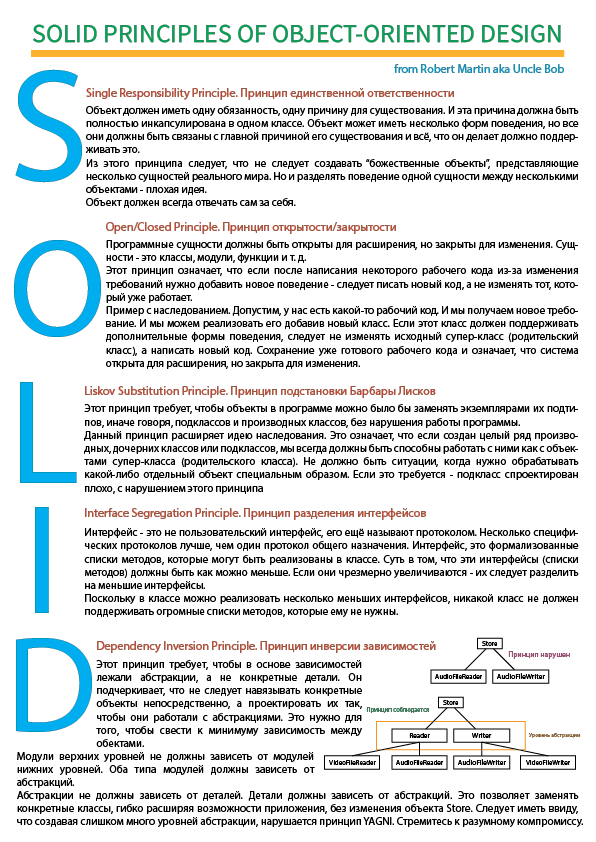 SOLID PRINCIPLES OF OBJECT-ORIENTED DESIGN
from Robert Martin aka Uncle Bob
S
Single Responsibility Principle. Принцип единственной ответственности
Объект должен иметь одну обязанность, одну причину для существования. И эта причина должна быть
полностью инкапсулирована в одном классе. Объект может иметь несколько форм поведения, но все
они должны быть связаны с главной причиной его существования и всё, что он делает должно поддер-
живать это.
Из этого принципа следует, что не следует создавать “божественные объекты”, представляющие
несколько сущностей реального мира. Но и разделять поведение одной сущности между несколькими
объектами - плохая идея.
Объект должен всегда отвечать сам за себя.
O
Open/Closed Principle. Принцип открытости/закрытости
Программные сущности должны быть открыты для расширения, но закрыты для изменения. Сущ-
ности - это классы, модули, функции и т. д.
Этот принцип означает, что если после написания некоторого рабочего кода из-за изменения
требований нужно добавить новое поведение - следует писать новый код, а не изменять тот, кото-
рый уже работает.
Пример с наследованием. Допустим, у нас есть какой-то рабочий код. И мы получаем новое требо-
вание. И мы можем реализовать его добавив новый класс. Если этот класс должен поддерживать
дополнительные формы поведения, следует не изменять исходный супер-класс (родительский
класс), а написать новый код. Сохранение уже готового рабочего кода и означает, что система
открыта для расширения, но закрыта для изменения.
L
Liskov Substitution Principle. Принцип подстановки Барбары Лисков
Этот принцип требует, чтобы объекты в программе можно было бы заменять экземплярами их подти-
пов, иначе говоря, подклассов и производных классов, без нарушения работы программы.
Данный принцип расширяет идею наследования. Это означает, что если создан целый ряд произво-
дных, дочерних классов или подклассов, мы всегда должны быть способны работать с ними как с объек-
тами супер-класса (родительского класса). Не должно быть ситуации, когда нужно обрабатывать
какой-либо отдельный объект специальным образом. Если это требуется - подкласс спроектирован
плохо, с нарушением этого принципа
I
Interface Segregation Principle. Принцип разделения интерфейсов
Интерфейс - это не пользовательский интерфейс, его ещё называют протоколом. Несколько специфи-
ческих протоколов лучше, чем один протокол общего назначения. Интерфейс, это формализованные
списки методов, которые могут быть реализованы в классе. Суть в том, что эти интерфейсы (списки
методов) должны быть как можно меньше. Если они чрезмерно увеличиваются - их следует разделить
на меньшие интерфейсы.
Поскольку в классе можно реализовать несколько меньших интерфейсов, никакой класс не должен
поддерживать огромные списки методов, которые ему не нужны.
D
Dependency Inversion Principle. Принцип инверсии зависимостей
Этот принцип требует, чтобы в основе зависимостей
лежали абстракции, а не конкретные детали. Он
подчеркивает, что не следует навязывать конкретные
объекты непосредственно, а проектировать их так,
чтобы они работали с абстракциями. Это нужно для
того, чтобы свести к минимуму зависимость между
обектами.
Модули верхних уровней не должны зависеть от модулей
нижних уровней. Оба типа модулей должны зависеть от
абстракций.
Абстракции не должны зависеть от деталей. Детали должны зависеть от абстракций. Это позволяет заменять
конкретные классы, гибко расширяя возможности приложения, без изменения объекта Store. Следует иметь ввиду,
что создавая слишком много уровней абстракции, нарушается принцип YAGNI. Стремитесь к разумному компромиссу.
Store
Принцип нарушен
AudioFileReader
AudioFileWriter
Store
Принцип соблюдается
Reader
Writer
Уровень абстракции
VideoFileReader
AudioFileReader
AudioFileWriter
VideoFileWriter